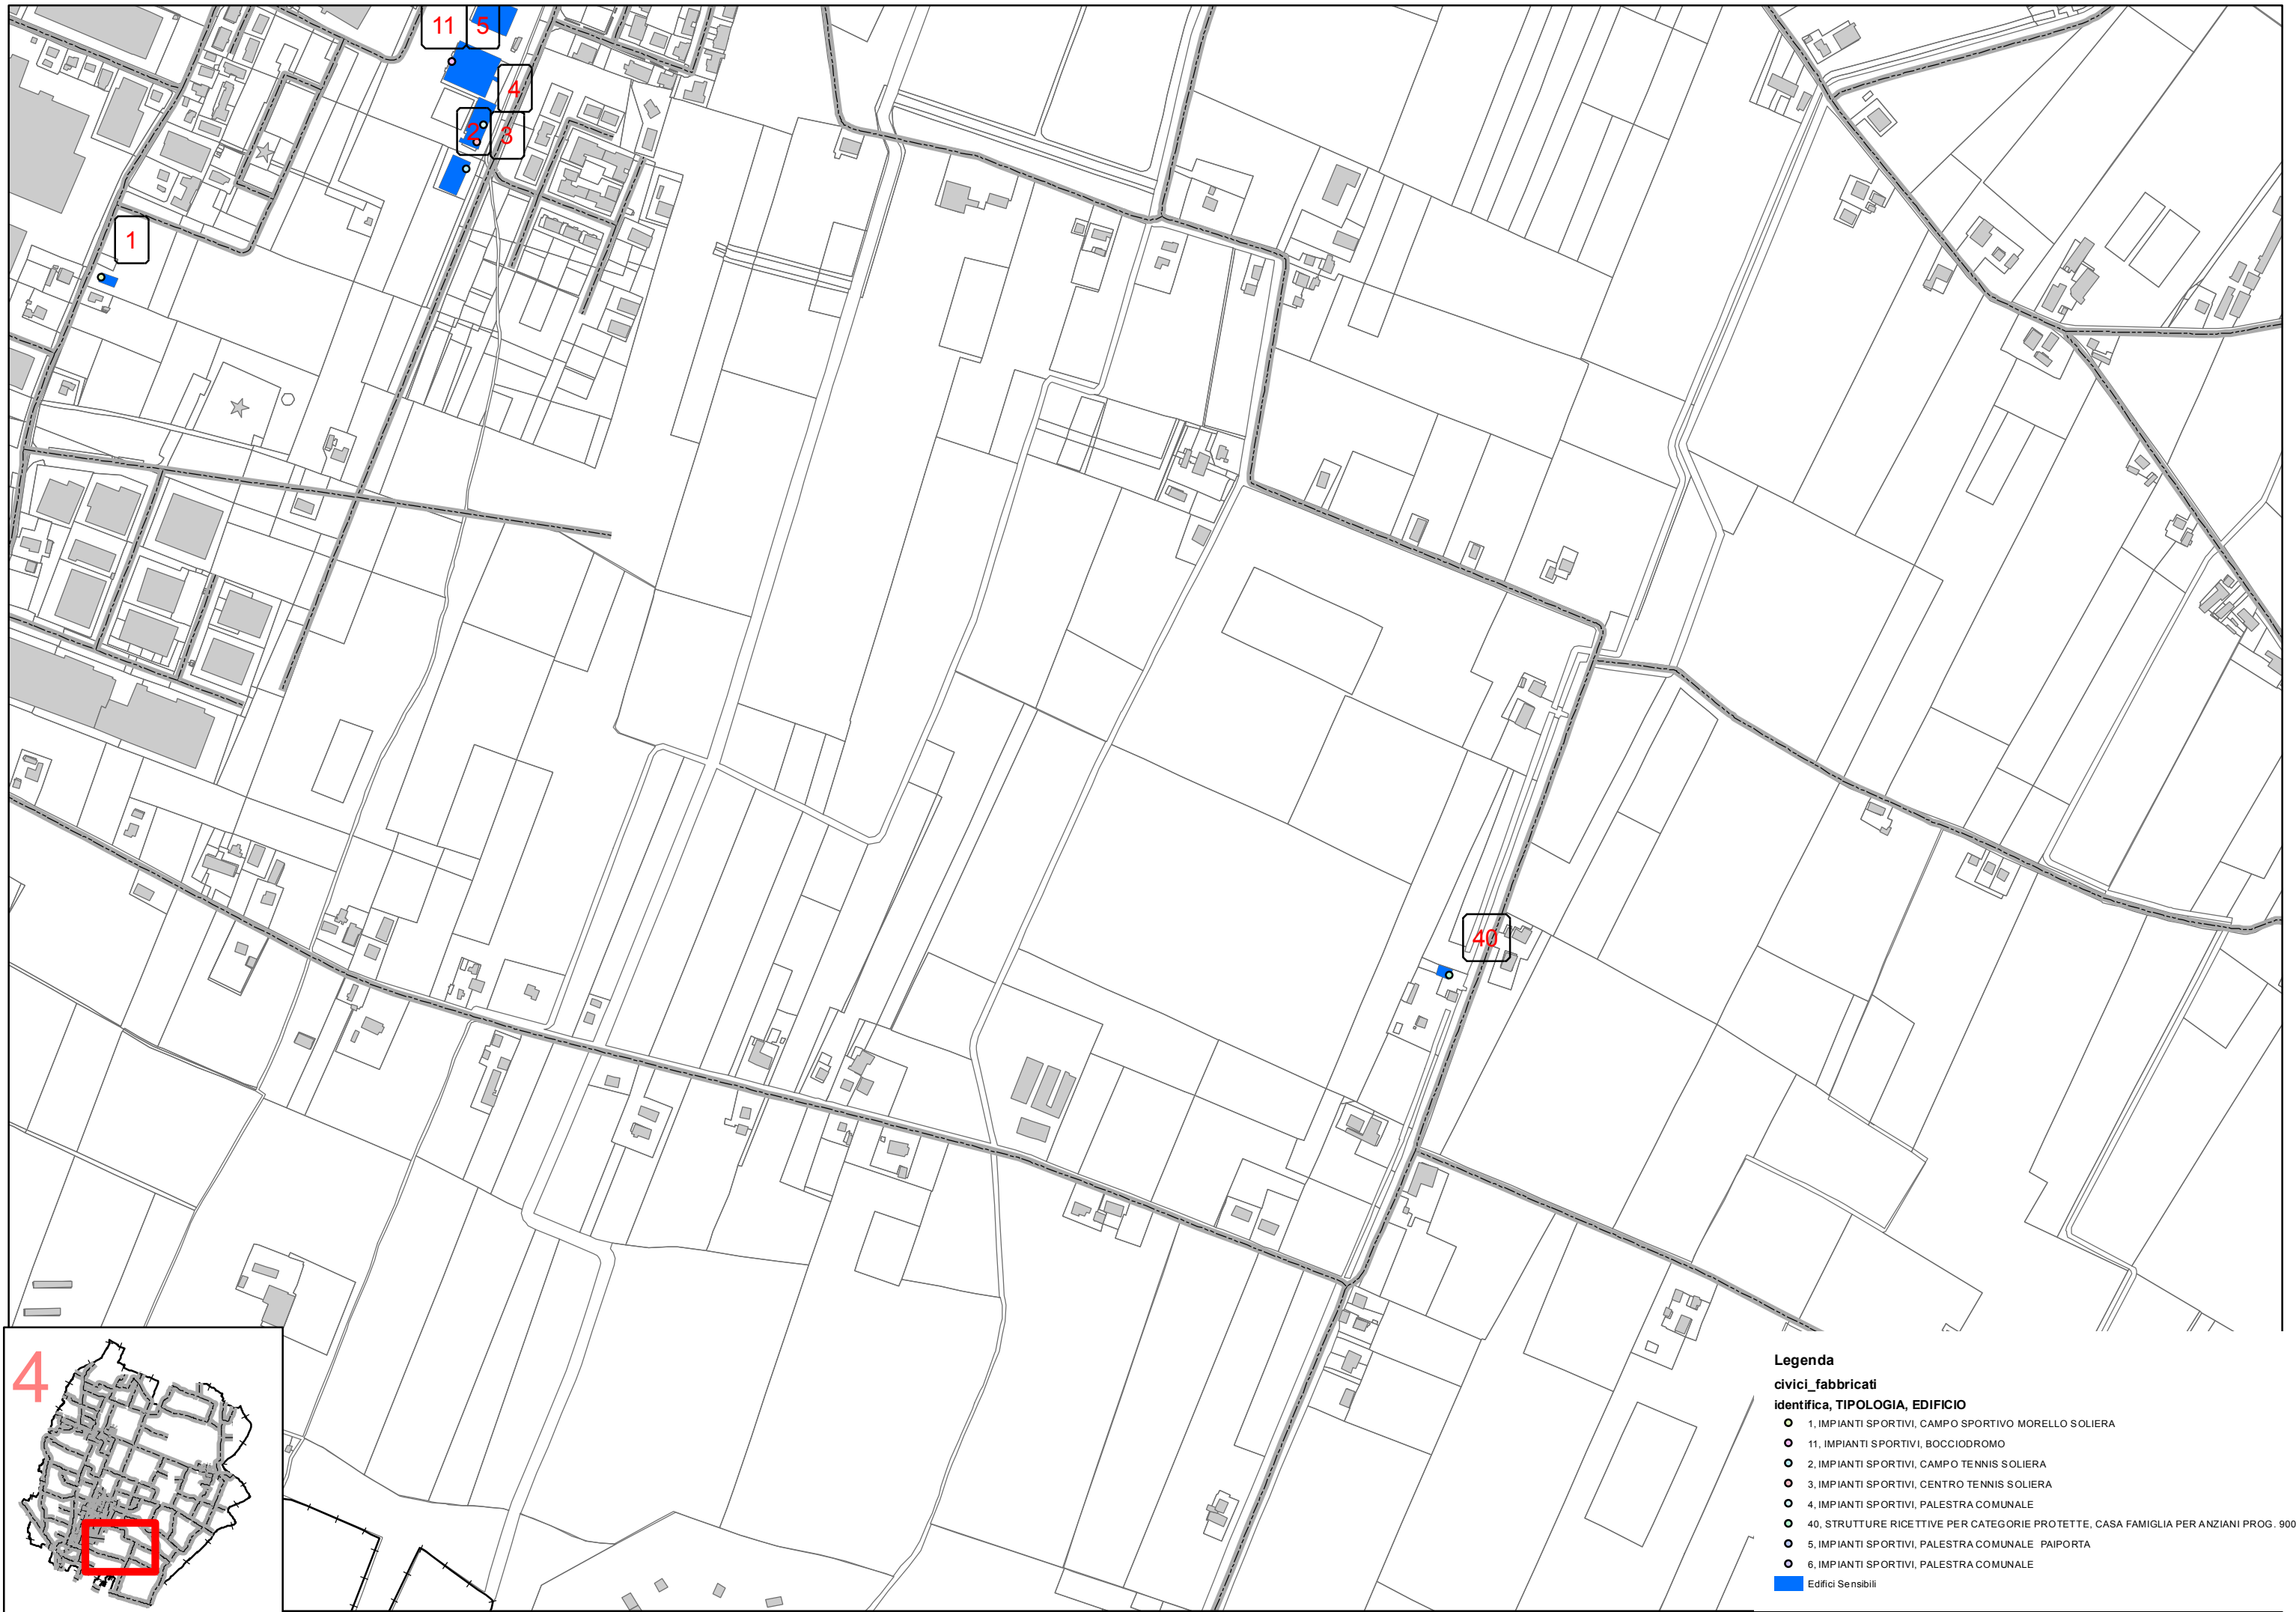 11
5
4
2
3
1
40
4
Legenda
civici_fabbricati
identifica, TIPOLOGIA, EDIFICIO
1, IMPIANTI SPORTIVI, CAMPO SPORTIVO MORELLO SOLIERA
11, IMPIANTI SPORTIVI, BOCCIODROMO
2, IMPIANTI SPORTIVI, CAMPO TENNIS SOLIERA
3, IMPIANTI SPORTIVI, CENTRO TENNIS SOLIERA
4, IMPIANTI SPORTIVI, PALESTRA COMUNALE
40, STRUTTURE RICETTIVE PER CATEGORIE PROTETTE, CASA FAMIGLIA PER ANZIANI PROG. 900
5, IMPIANTI SPORTIVI, PALESTRA COMUNALE PAIPORTA
6, IMPIANTI SPORTIVI, PALESTRA COMUNALE
Edifici Sensibili